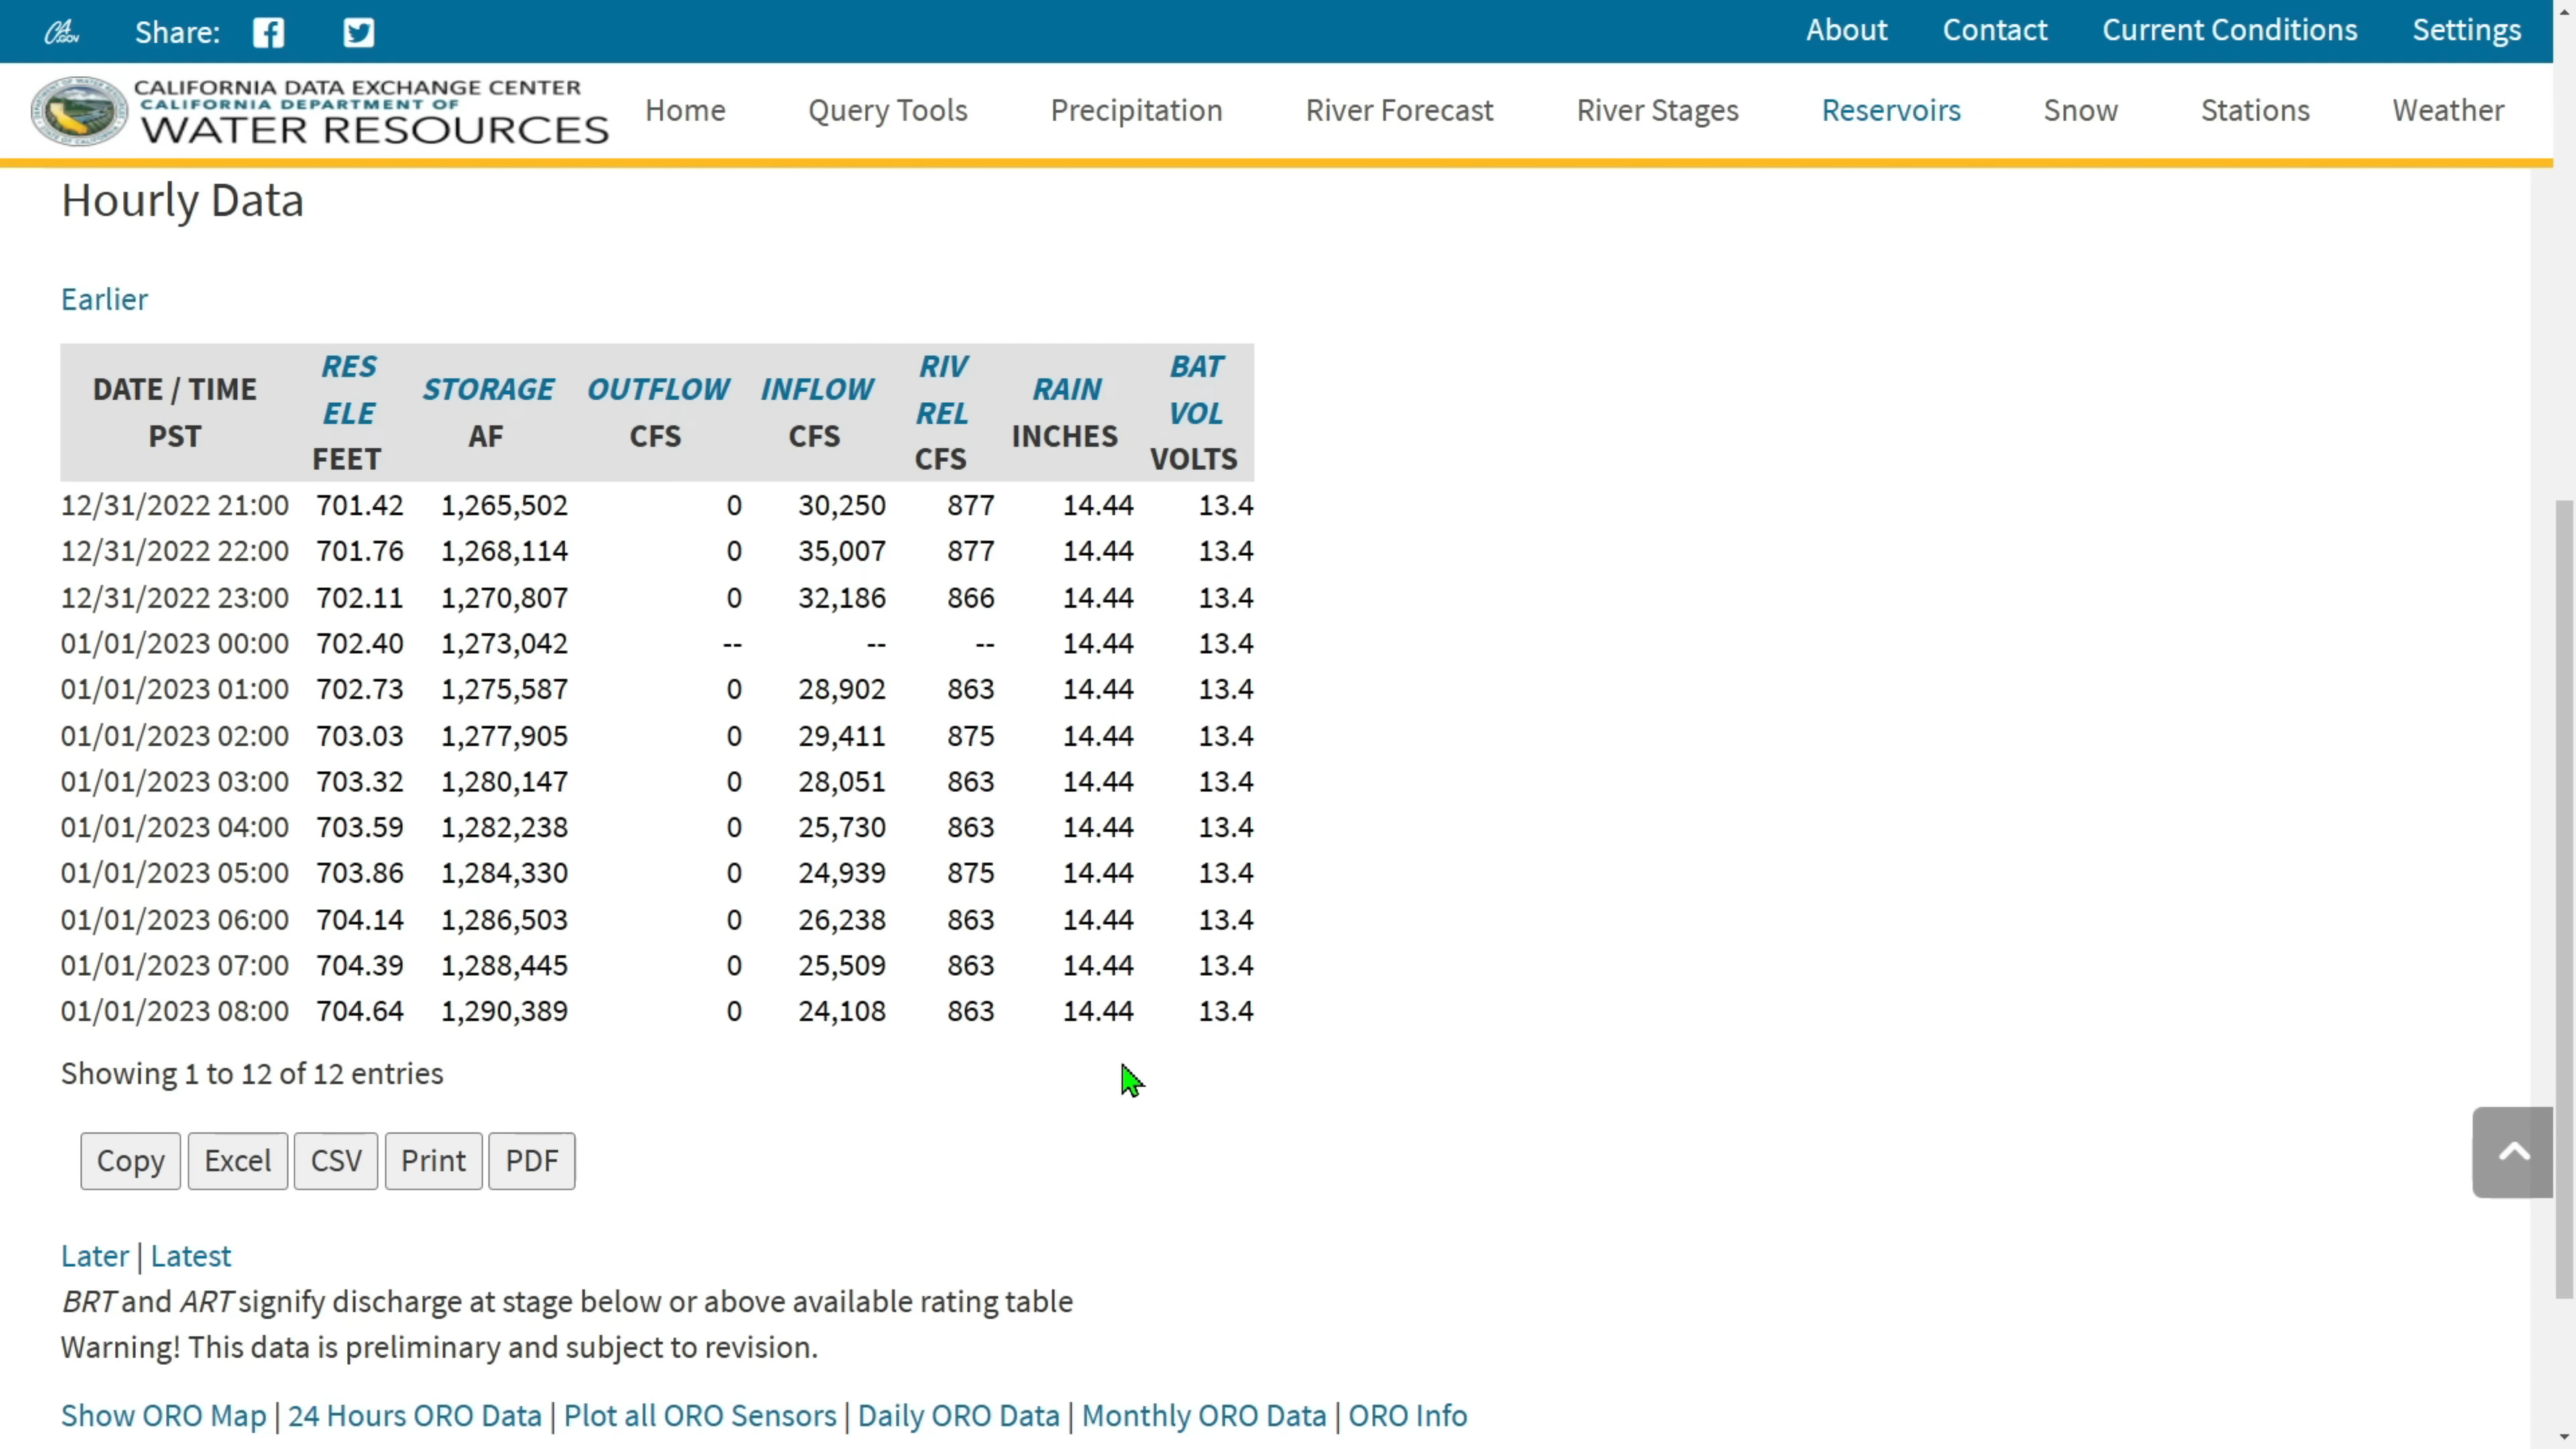 CA.GOV Share: About Contact Current Conditions Settings
CALIFORNIA DATA EXCHANGE CENTER
CALIFORNIA DEPARTMENT OF
WATER RESOURCES
Home Query Tools Precipitation River Forecast River Stages Reservoirs Snow Stations Weather
Hourly Data
Earlier
DATE / TIME PST RES ELE FEET STORAGE AF OUTFLOW CFS INFLOW CFS RIV REL CFS RAIN INCHES BAT VOL VOLTS
12/31/2022 21:00 701.42 1,265,502 0 30,250 877 14.44 13.4
12/31/2022 22:00 701.76 1,268,114 0 35,007 877 14.44 13.4
12/31/2022 23:00 702.11 1,270,807 0 32,186 866 14.44 13.4
01/01/2023 00:00 702.40 1,273,042 -- -- -- 14.44 13.4
01/01/2023 01:00 702.73 1,275,587 0 28,902 863 14.44 13.4
01/01/2023 02:00 703.03 1,277,905 0 29,411 875 14.44 13.4
01/01/2023 03:00 703.32 1,280,147 0 28,051 863 14.44 13.4
01/01/2023 04:00 703.59 1,282,238 0 25,730 863 14.44 13.4
01/01/2023 05:00 703.86 1,284,330 0 24,939 875 14.44 13.4
01/01/2023 06:00 704.14 1,286,503 0 26,238 863 14.44 13.4
01/01/2023 07:00 704.39 1,288,445 0 25,509 863 14.44 13.4
01/01/2023 08:00 704.64 1,290,389 0 24,108 863 14.44 13.4
Showing 1 to 12 of 12 entries
Copy Excel CSV Print PDF
Later | Latest
BRT and ART signify discharge at stage below or above available rating table
Warning! This data is preliminary and subject to revision.
Show ORO Map | 24 Hours ORO Data | Plot all ORO Sensors | Daily ORO Data | Monthly ORO Data | ORO Info